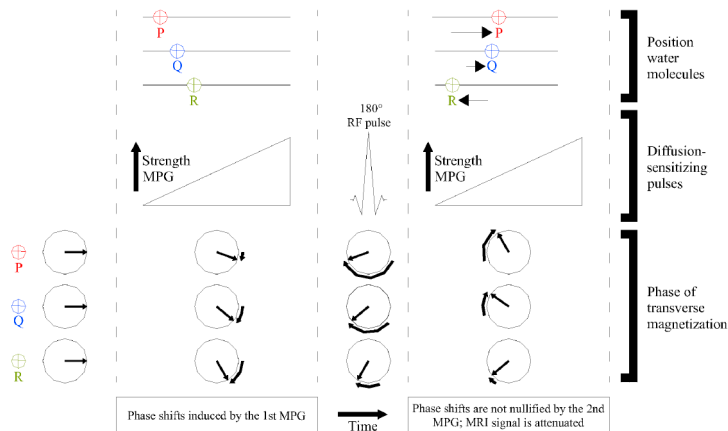 P
Q
R
P
Q
R
Position
water
molecules
180°
RF pulse
Strength
MPG
Strength
MPG
Diffusion-
sensitizing
pulses
P
Q
R
Phase of
transverse
magnetization
Phase shifts induced by the 1st MPG
Time
Phase shifts are not nullified by the 2nd
MPG; MRI signal is attenuated